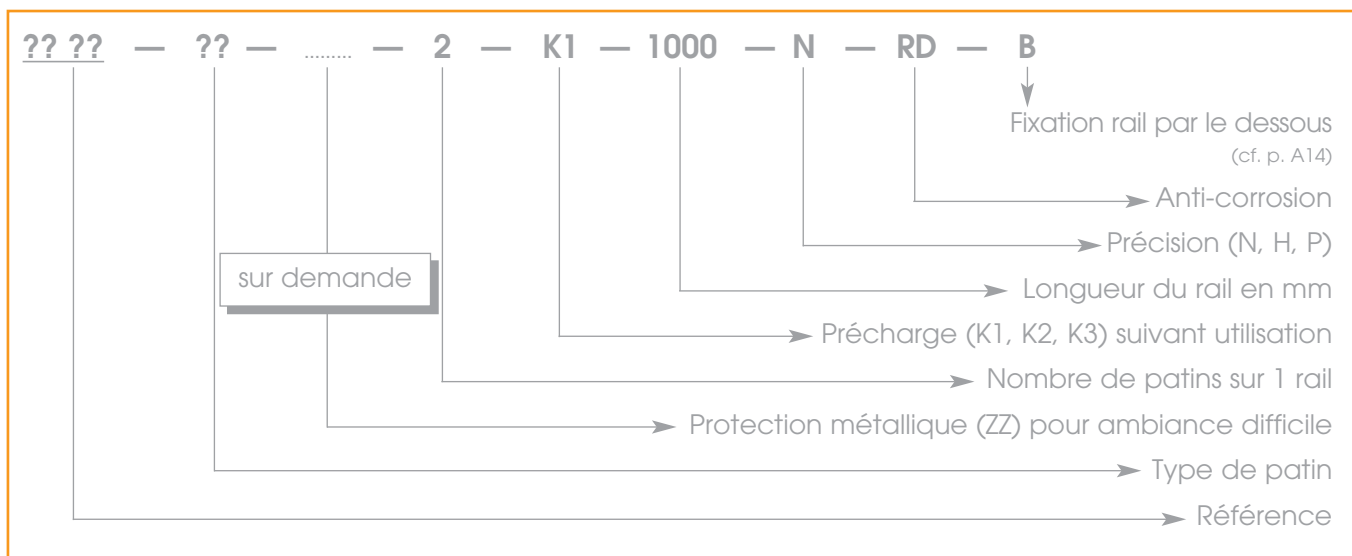 ?? ?? — ?? — ......... — 2 — K1 — 1000 — N — RD — B
Fixation rail par le dessous
(cf. p. A14)
Anti-corrosion
Précision (N, H, P)
sur demande
Longueur du rail en mm
Précharge (K1, K2, K3) suivant utilisation
Nombre de patins sur 1 rail
Protection métallique (ZZ) pour ambiance difficile
Type de patin
Référence